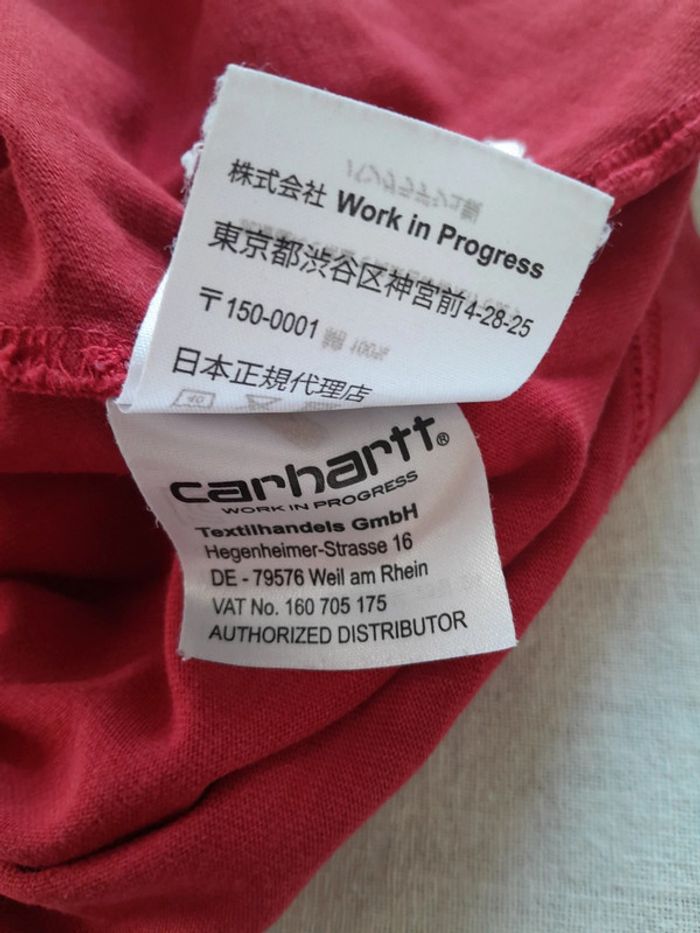 株式会社 Work in Progress
東京都渋谷区神宮前4-28-25
〒150-0001
日本正規代理店
40
carhartt®
WORK IN PROGRESS
Textilhandels GmbH
Hegenheimer-Strasse 16
DE - 79576 Weil am Rhein
VAT No. 160 705 175
AUTHORIZED DISTRIBUTOR